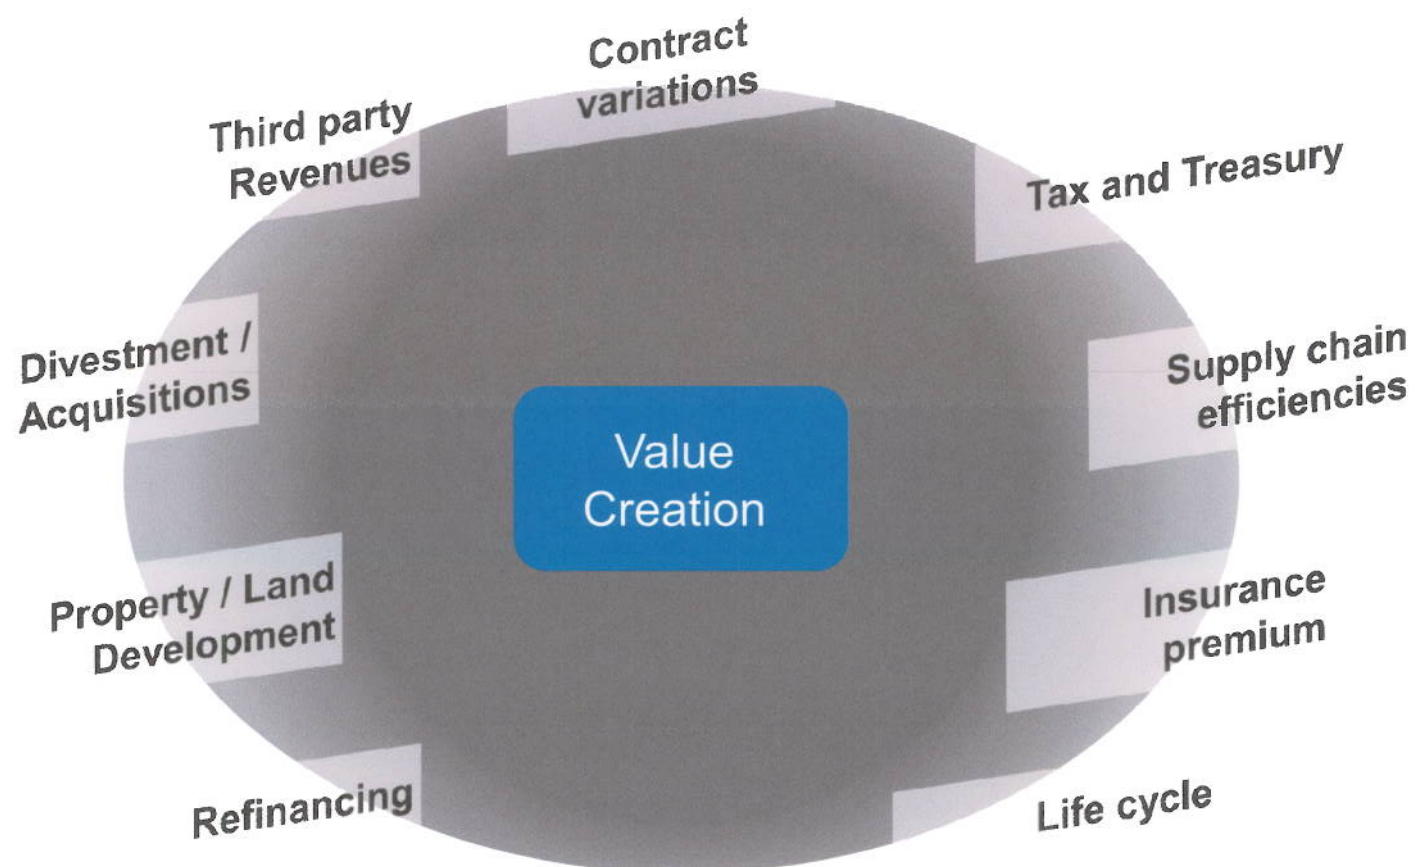 Contract
variations
Third party
Revenues
Tax and Treasury
Divestment /
Acquisitions
Supply chain
efficiencies
Value
Creation
Property / Land
Development
Insurance
premium
Refinancing
Life cycle